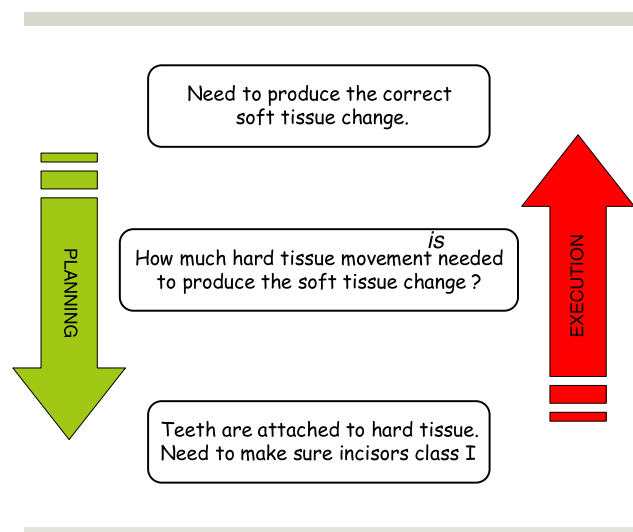 Need to produce the correct
soft tissue change.
is
How much hard tissue movement needed
to produce the soft tissue change ?
PLANNING
EXECUTION
Teeth are attached to hard tissue.
Need to make sure incisors class I